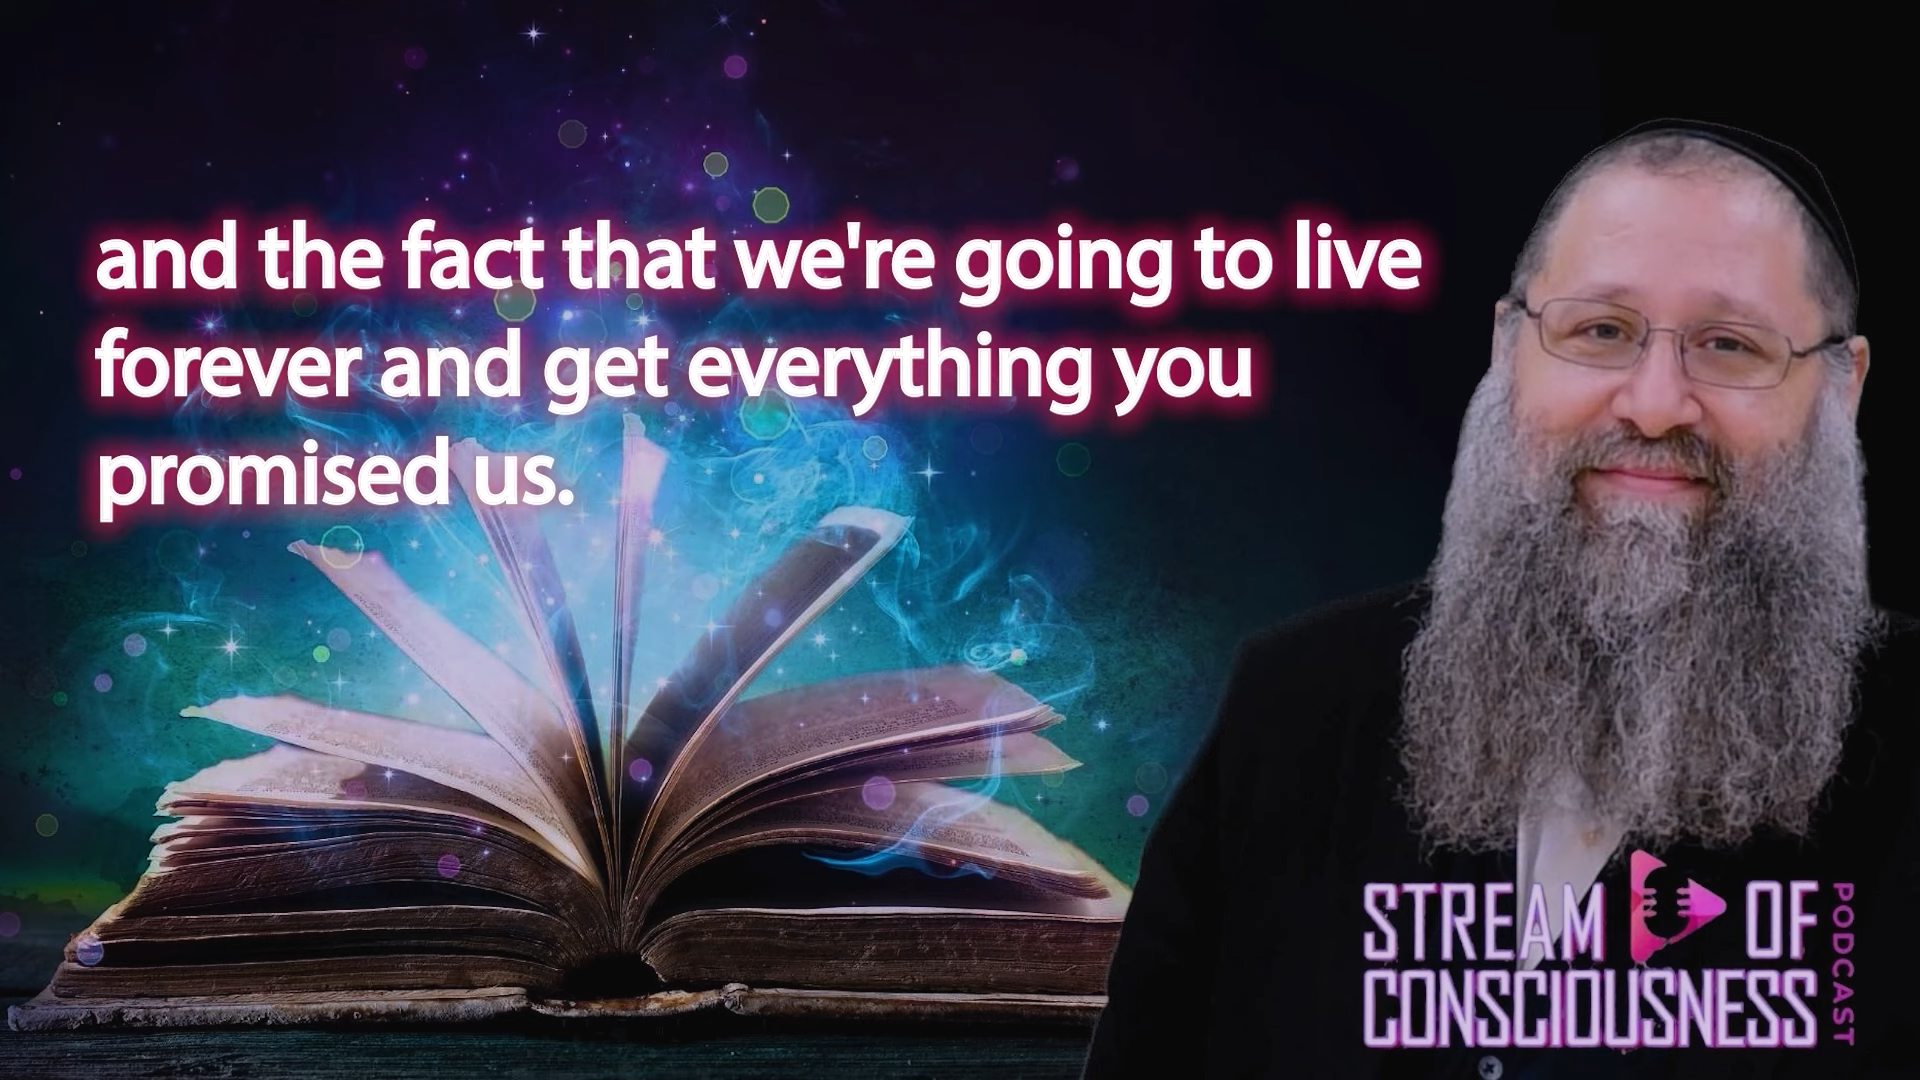 and the fact that we're going to live
forever and get everything you
promised us.
STREAM OF
CONSCIOUSNESS
PODCAST